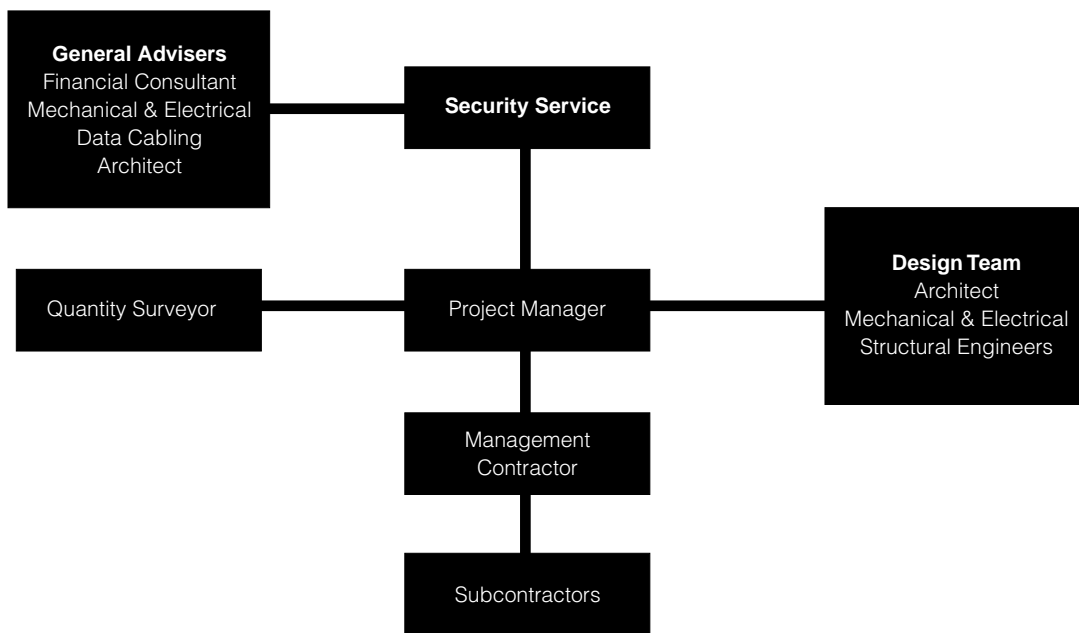 General Advisers
Financial Consultant
Mechanical & Electrical
Data Cabling
Architect
Security Service
Quantity Surveyor
Project Manager
Design Team
Architect
Mechanical & Electrical
Structural Engineers
Management
Contractor
Subcontractors